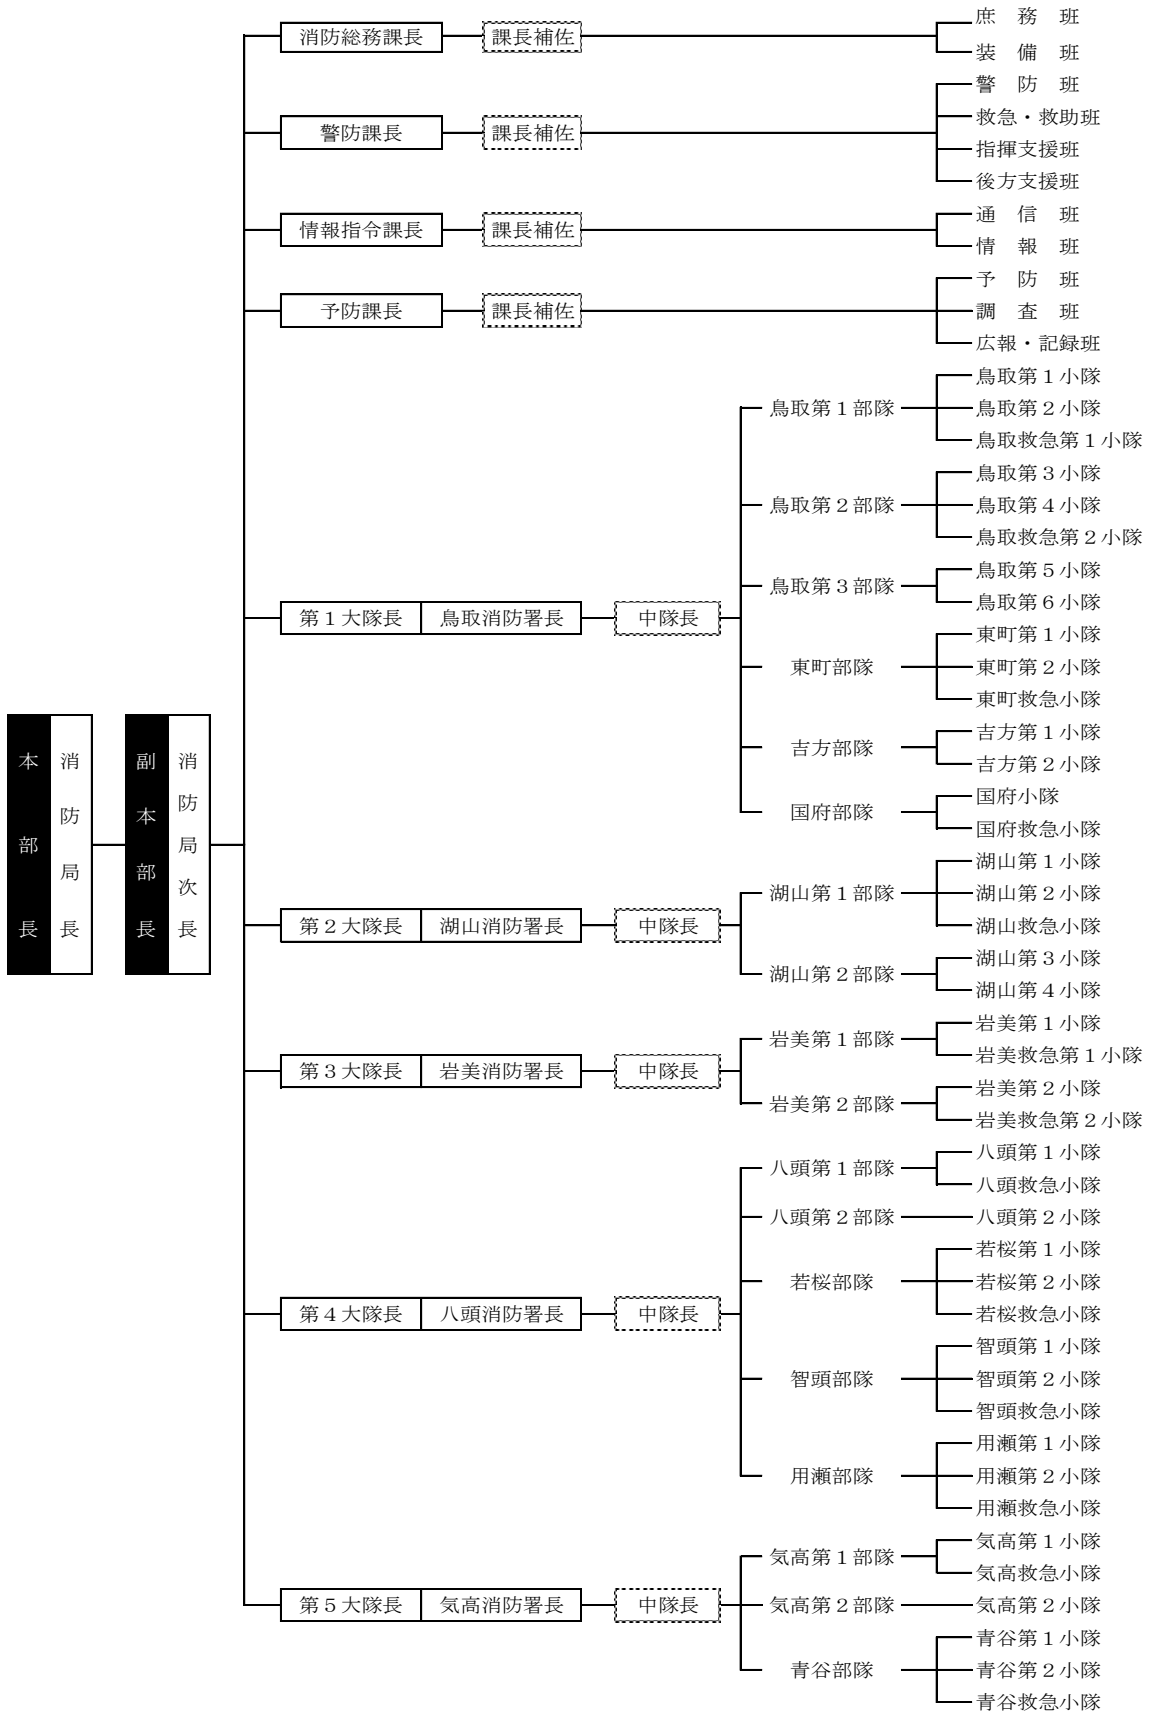 本部長
消防局長
副本部長
消防局次長
消防総務課長 課長補佐
庶務班
装備班
警防課長 課長補佐
警防班
救急・救助班
指揮支援班
後方支援班
情報指令課長 課長補佐
通信班
情報班
予防課長 課長補佐
予防班
調査班
広報・記録班
第1大隊長 鳥取消防署長 中隊長
鳥取第1部隊
鳥取第1小隊
鳥取第2小隊
鳥取救急第1小隊
鳥取第2部隊
鳥取第3小隊
鳥取第4小隊
鳥取救急第2小隊
鳥取第3部隊
鳥取第5小隊
鳥取第6小隊
東町部隊
東町第1小隊
東町第2小隊
東町救急小隊
吉方部隊
吉方第1小隊
吉方第2小隊
国府部隊
国府小隊
国府救急小隊
第2大隊長 湖山消防署長 中隊長
湖山第1部隊
湖山第1小隊
湖山第2小隊
湖山救急小隊
湖山第2部隊
湖山第3小隊
湖山第4小隊
第3大隊長 岩美消防署長 中隊長
岩美第1部隊
岩美第1小隊
岩美救急第1小隊
岩美第2部隊
岩美第2小隊
岩美救急第2小隊
第4大隊長 八頭消防署長 中隊長
八頭第1部隊
八頭第1小隊
八頭救急小隊
八頭第2部隊
八頭第2小隊
若桜部隊
若桜第1小隊
若桜第2小隊
若桜救急小隊
智頭部隊
智頭第1小隊
智頭第2小隊
智頭救急小隊
用瀬部隊
用瀬第1小隊
用瀬第2小隊
用瀬救急小隊
第5大隊長 気高消防署長 中隊長
気高第1部隊
気高第1小隊
気高救急小隊
気高第2部隊
気高第2小隊
青谷部隊
青谷第1小隊
青谷第2小隊
青谷救急小隊